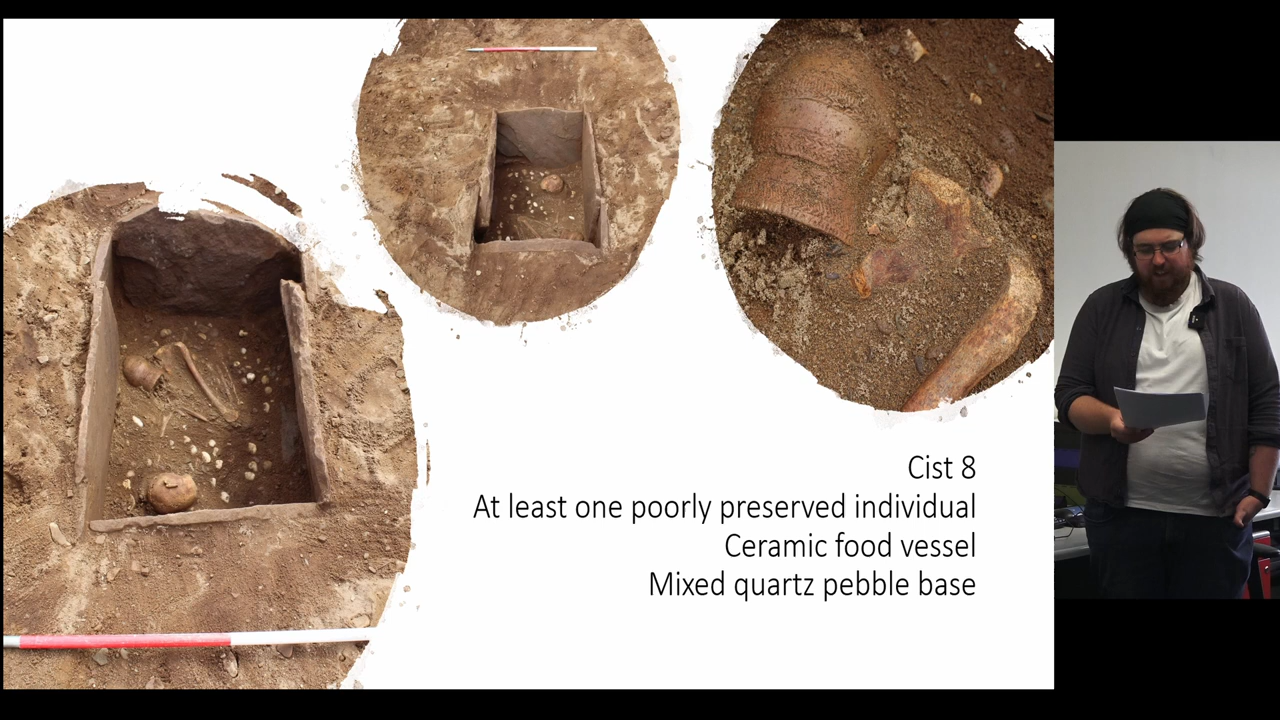 Cist 8
At least one poorly preserved individual
Ceramic food vessel
Mixed quartz pebble base